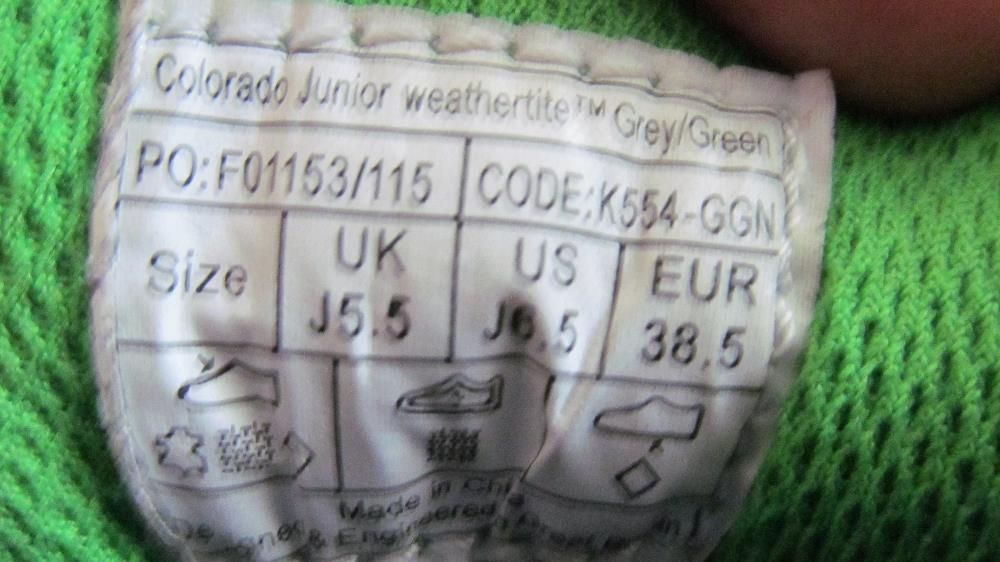 Colorado Junior weathertite™ Grey/Green
PO:F01153/115 CODE:K554-GGN
Size UK US EUR
J5.5 J6.5 38.5
Made in
& Engineered